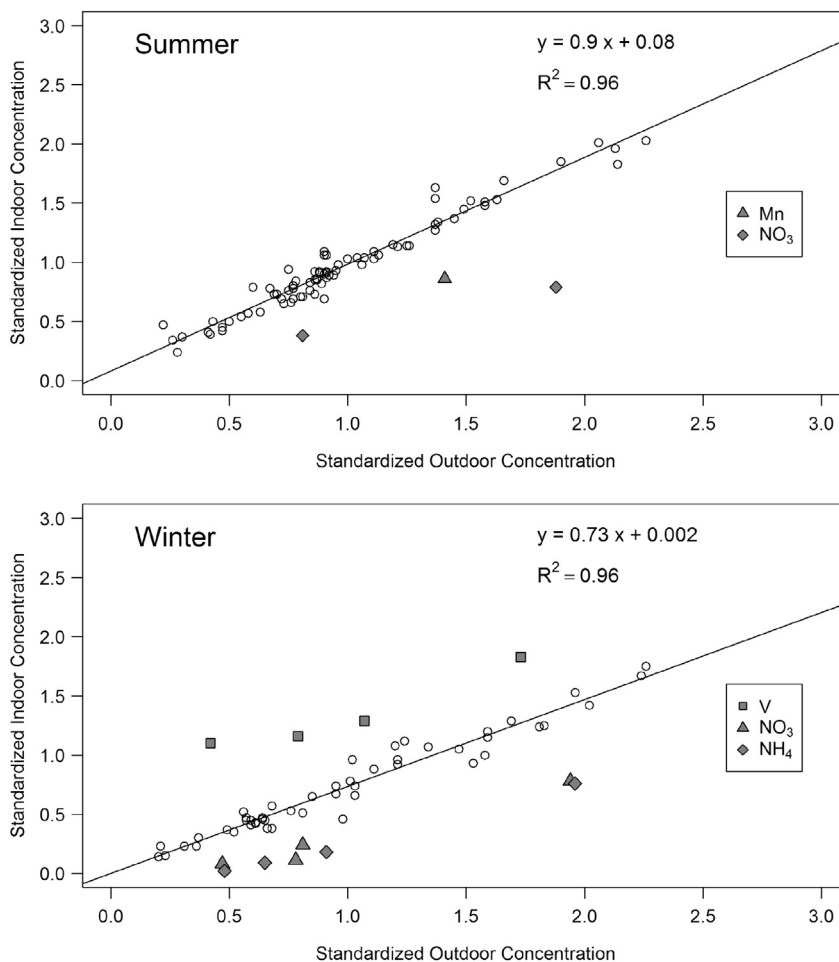 Summer
y = 0.9 x + 0.08
R² = 0.96
Standardized Indoor Concentration
3.0
2.5
2.0
1.5
1.0
0.5
0.0
Mn
NO₃
0.0 0.5 1.0 1.5 2.0 2.5 3.0
Standardized Outdoor Concentration
Winter
y = 0.73 x + 0.002
R² = 0.96
Standardized Indoor Concentration
3.0
2.5
2.0
1.5
1.0
0.5
0.0
V
NO₃
NH₄
0.0 0.5 1.0 1.5 2.0 2.5 3.0
Standardized Outdoor Concentration